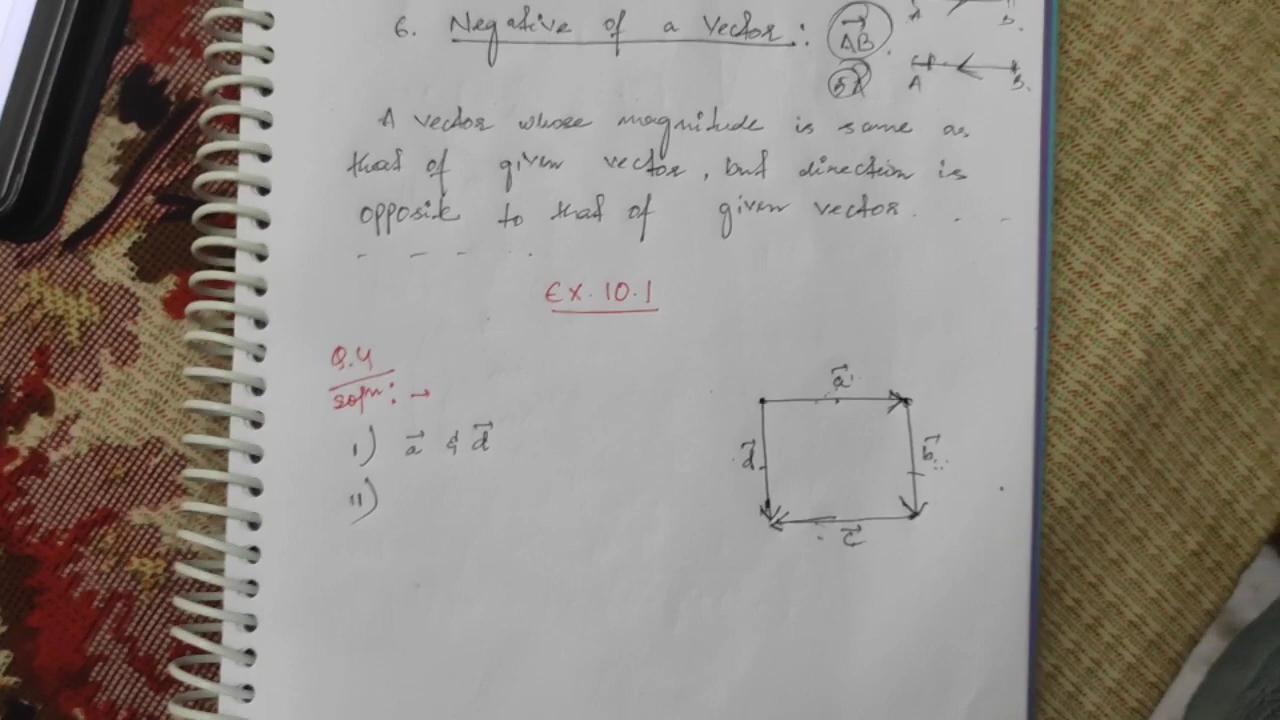 6. Negative of a Vector: AB
A B.
BA
A B.
A vector whose magnitude is same as
that of given vector, but direction is
opposite to that of given vector. . -
- - - . .
Ex. 10.1
Q.4
Soln: →
i) a⃗ & d⃗
ii)
a⃗
d⃗ b⃗
c⃗